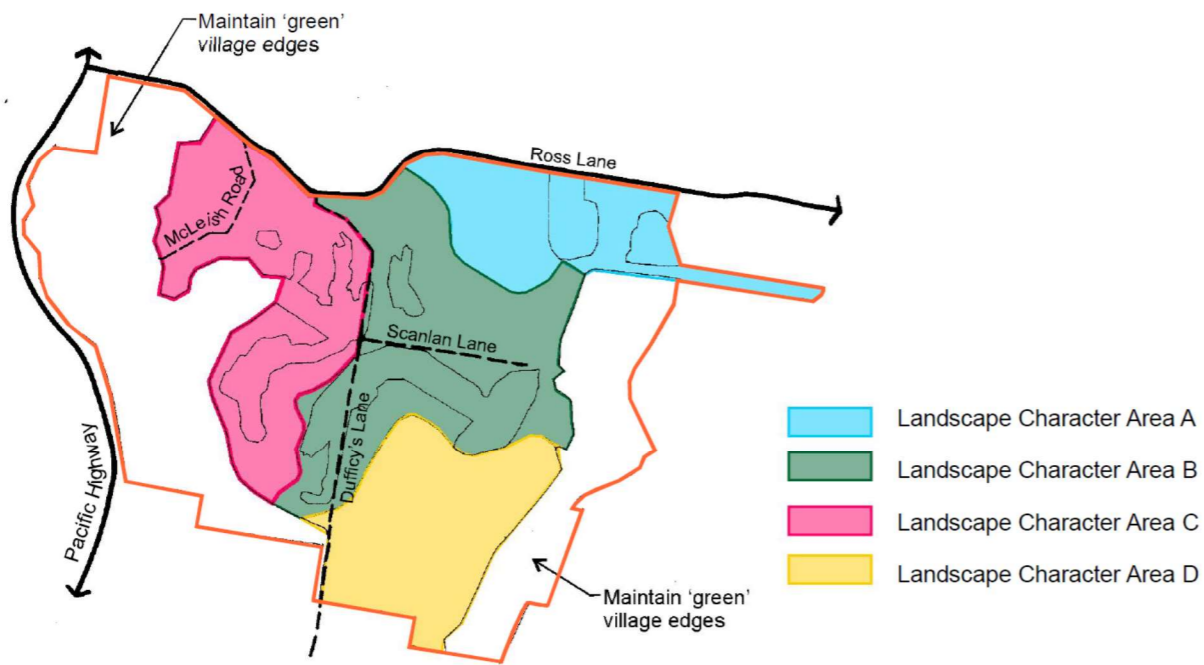 Maintain ‘green’
village edges
Ross Lane
McLeish Road
Scanlan Lane
Dufficy's Lane
Pacific Highway
Maintain ‘green’
village edges
Landscape Character Area A
Landscape Character Area B
Landscape Character Area C
Landscape Character Area D